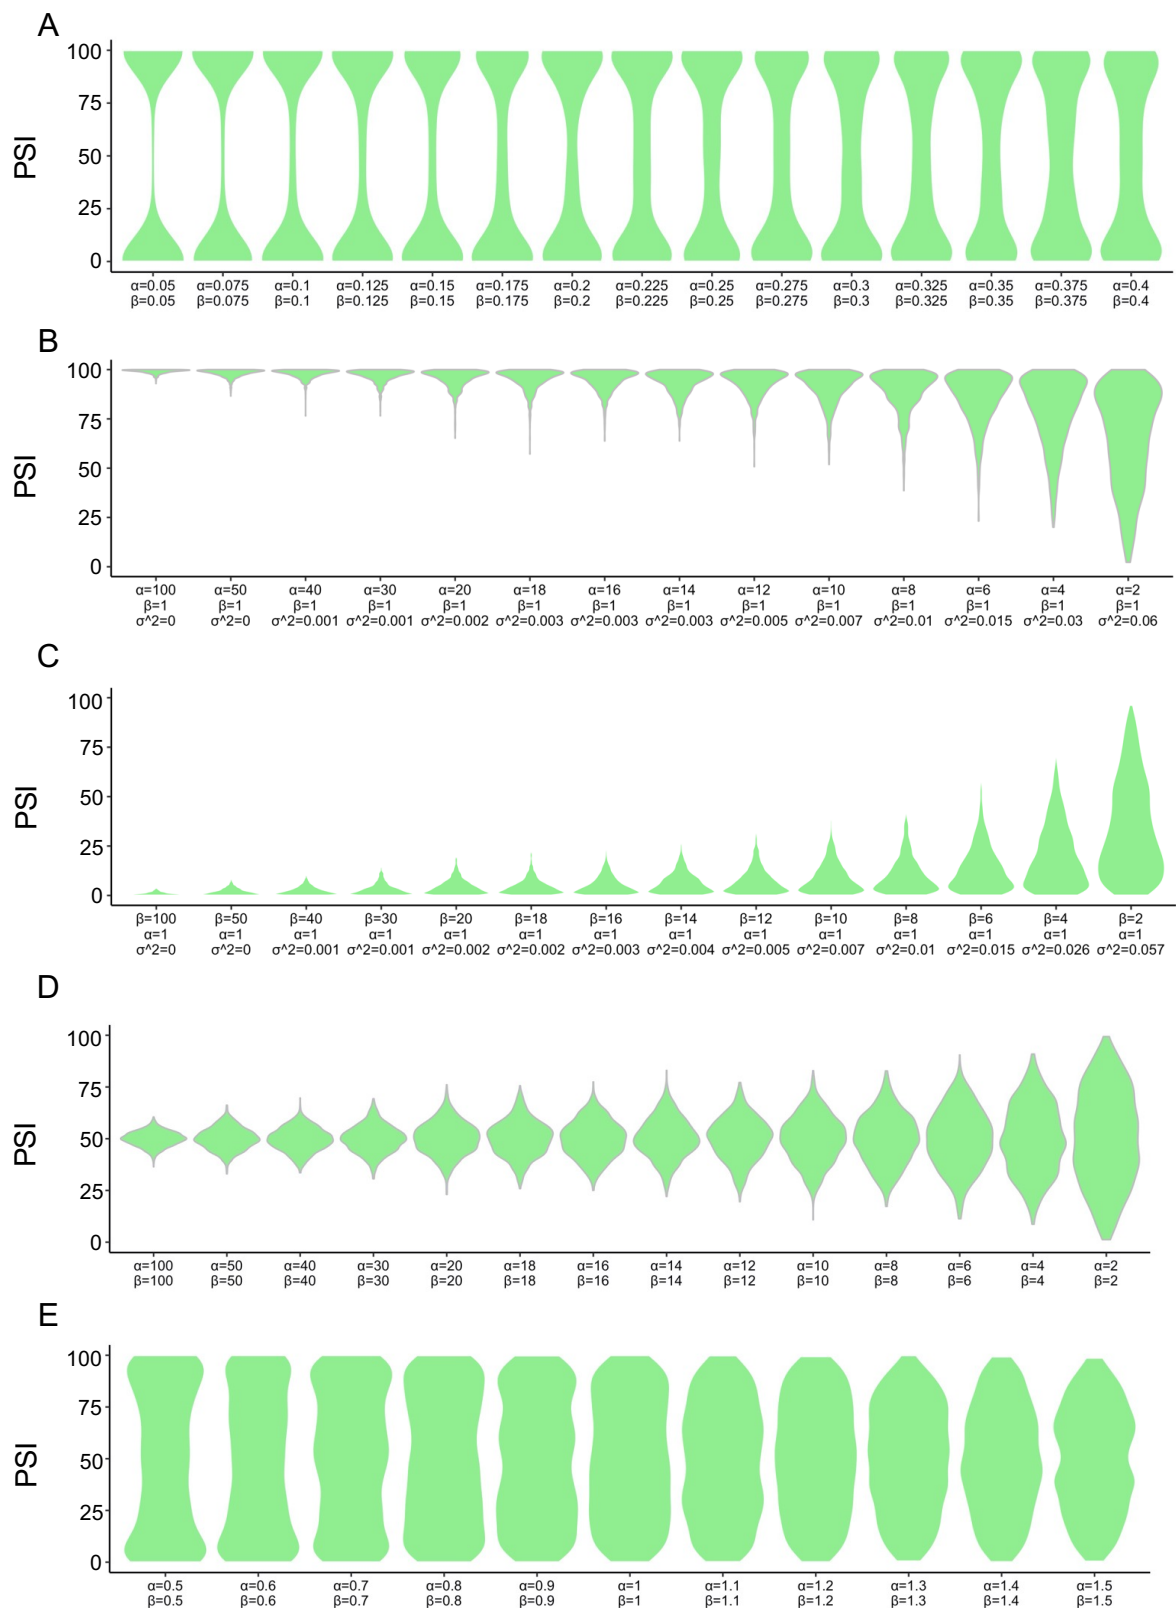 A
100
75
50
25
0
PSI
α=0.05 α=0.075 α=0.1 α=0.125 α=0.15 α=0.175 α=0.2 α=0.225 α=0.25 α=0.275 α=0.3 α=0.325 α=0.35 α=0.375 α=0.4
β=0.05 β=0.075 β=0.1 β=0.125 β=0.15 β=0.175 β=0.2 β=0.225 β=0.25 β=0.275 β=0.3 β=0.325 β=0.35 β=0.375 β=0.4
B
100
75
50
25
0
PSI
α=100 α=50 α=40 α=30 α=20 α=18 α=16 α=14 α=12 α=10 α=8 α=6 α=4 α=2
β=1 β=1 β=1 β=1 β=1 β=1 β=1 β=1 β=1 β=1 β=1 β=1 β=1 β=1
σ^2=0 σ^2=0 σ^2=0.001 σ^2=0.001 σ^2=0.002 σ^2=0.003 σ^2=0.003 σ^2=0.003 σ^2=0.005 σ^2=0.007 σ^2=0.01 σ^2=0.015 σ^2=0.03 σ^2=0.06
C
100
75
50
25
0
PSI
β=100 β=50 β=40 β=30 β=20 β=18 β=16 β=14 β=12 β=10 β=8 β=6 β=4 β=2
α=1 α=1 α=1 α=1 α=1 α=1 α=1 α=1 α=1 α=1 α=1 α=1 α=1 α=1
σ^2=0 σ^2=0 σ^2=0.001 σ^2=0.001 σ^2=0.002 σ^2=0.002 σ^2=0.003 σ^2=0.004 σ^2=0.005 σ^2=0.007 σ^2=0.01 σ^2=0.015 σ^2=0.026 σ^2=0.057
D
100
75
50
25
0
PSI
α=100 α=50 α=40 α=30 α=20 α=18 α=16 α=14 α=12 α=10 α=8 α=6 α=4 α=2
β=100 β=50 β=40 β=30 β=20 β=18 β=16 β=14 β=12 β=10 β=8 β=6 β=4 β=2
E
100
75
50
25
0
PSI
α=0.5 α=0.6 α=0.7 α=0.8 α=0.9 α=1 α=1.1 α=1.2 α=1.3 α=1.4 α=1.5
β=0.5 β=0.6 β=0.7 β=0.8 β=0.9 β=1 β=1.1 β=1.2 β=1.3 β=1.4 β=1.5